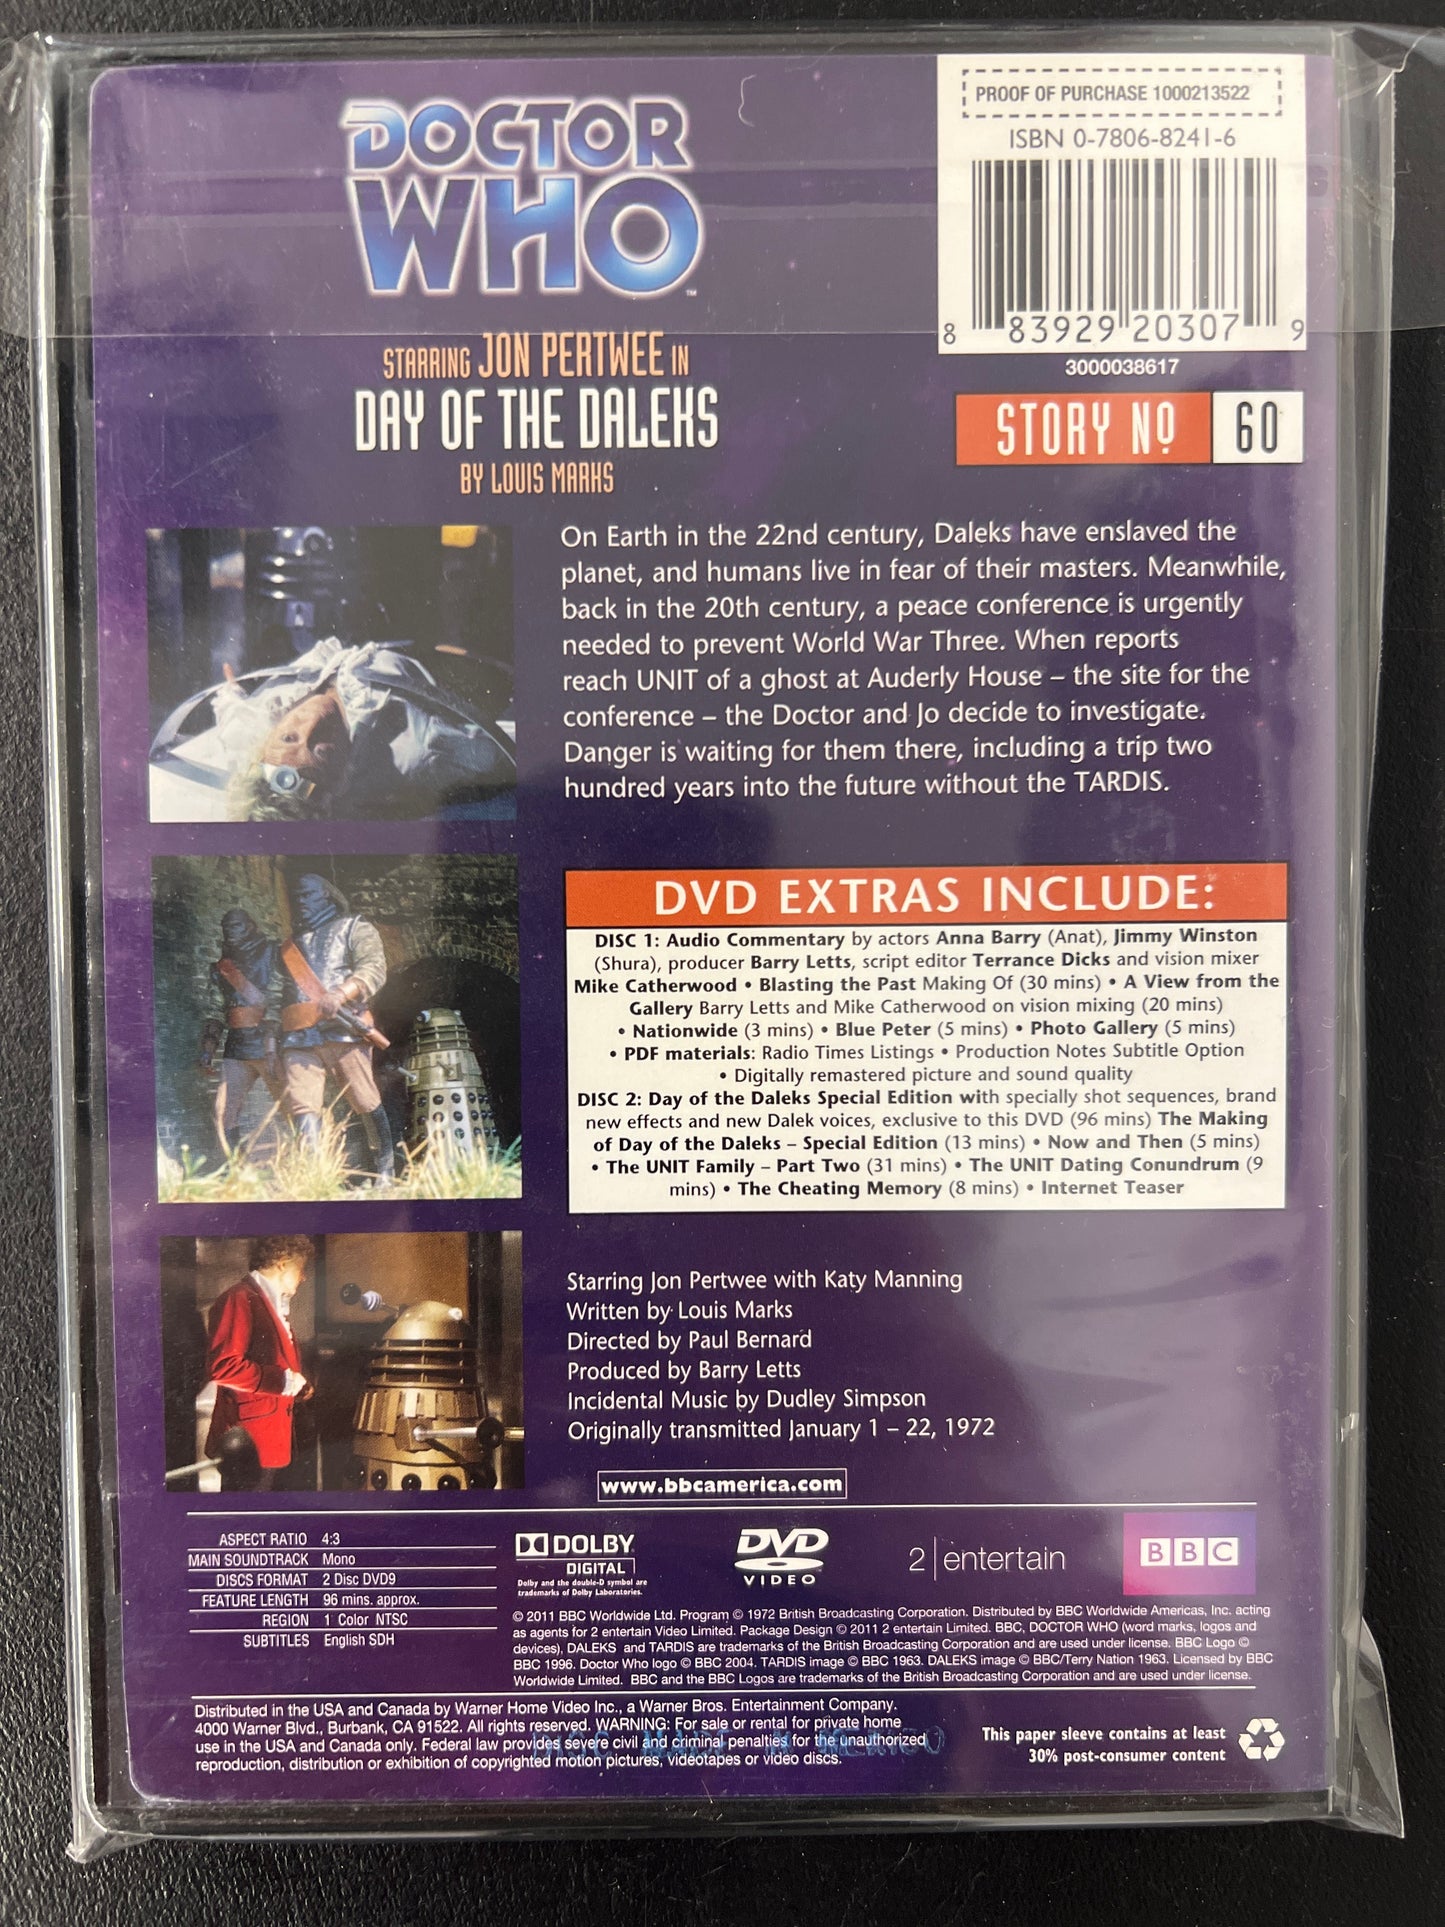 DOCTOR
WHO
™
STARRING JON PERTWEE IN
DAY OF THE DALEKS
BY LOUIS MARKS
PROOF OF PURCHASE 1000213522
ISBN 0-7806-8241-6
8 83929 20307 9
3000038617
STORY Nº 60
On Earth in the 22nd century, Daleks have enslaved the
planet, and humans live in fear of their masters. Meanwhile,
back in the 20th century, a peace conference is urgently
needed to prevent World War Three. When reports
reach UNIT of a ghost at Auderly House – the site for the
conference – the Doctor and Jo decide to investigate.
Danger is waiting for them there, including a trip two
hundred years into the future without the TARDIS.
DVD EXTRAS INCLUDE:
DISC 1: Audio Commentary by actors Anna Barry (Anat), Jimmy Winston
(Shura), producer Barry Letts, script editor Terrance Dicks and vision mixer
Mike Catherwood • Blasting the Past Making Of (30 mins) • A View from the
Gallery Barry Letts and Mike Catherwood on vision mixing (20 mins)
• Nationwide (3 mins) • Blue Peter (5 mins) • Photo Gallery (5 mins)
• PDF materials: Radio Times Listings • Production Notes Subtitle Option
• Digitally remastered picture and sound quality
DISC 2: Day of the Daleks Special Edition with specially shot sequences, brand
new effects and new Dalek voices, exclusive to this DVD (96 mins) The Making
of Day of the Daleks – Special Edition (13 mins) • Now and Then (5 mins)
• The UNIT Family – Part Two (31 mins) • The UNIT Dating Conundrum (9
mins) • The Cheating Memory (8 mins) • Internet Teaser
Starring Jon Pertwee with Katy Manning
Written by Louis Marks
Directed by Paul Bernard
Produced by Barry Letts
Incidental Music by Dudley Simpson
Originally transmitted January 1 – 22, 1972
www.bbcamerica.com
ASPECT RATIO 4:3
MAIN SOUNDTRACK Mono
DISCS FORMAT 2 Disc DVD9
FEATURE LENGTH 96 mins. approx.
REGION 1 Color NTSC
SUBTITLES English SDH
DOLBY
DIGITAL
Dolby and the double-D symbol are
trademarks of Dolby Laboratories.
DVD
VIDEO
2 entertain
BBC
© 2011 BBC Worldwide Ltd. Program © 1972 British Broadcasting Corporation. Distributed by BBC Worldwide Americas, Inc. acting
as agents for 2 entertain Video Limited. Package Design © 2011 2 entertain Limited. BBC, DOCTOR WHO (word marks, logos and
devices), DALEKS and TARDIS are trademarks of the British Broadcasting Corporation and are used under license. BBC Logo ©
BBC 1996. Doctor Who logo © BBC 2004. TARDIS image © BBC 1963. DALEKS image © BBC/Terry Nation 1963. Licensed by BBC
Worldwide Limited. BBC and the BBC Logos are trademarks of the British Broadcasting Corporation and are used under license.
Distributed in the USA and Canada by Warner Home Video Inc., a Warner Bros. Entertainment Company.
4000 Warner Blvd., Burbank, CA 91522. All rights reserved. WARNING: For sale or rental for private home
use in the USA and Canada only. Federal law provides severe civil and criminal penalties for the unauthorized
reproduction, distribution or exhibition of copyrighted motion pictures, videotapes or video discs.
DISC MADE IN MEXICO
This paper sleeve contains at least
30% post-consumer content